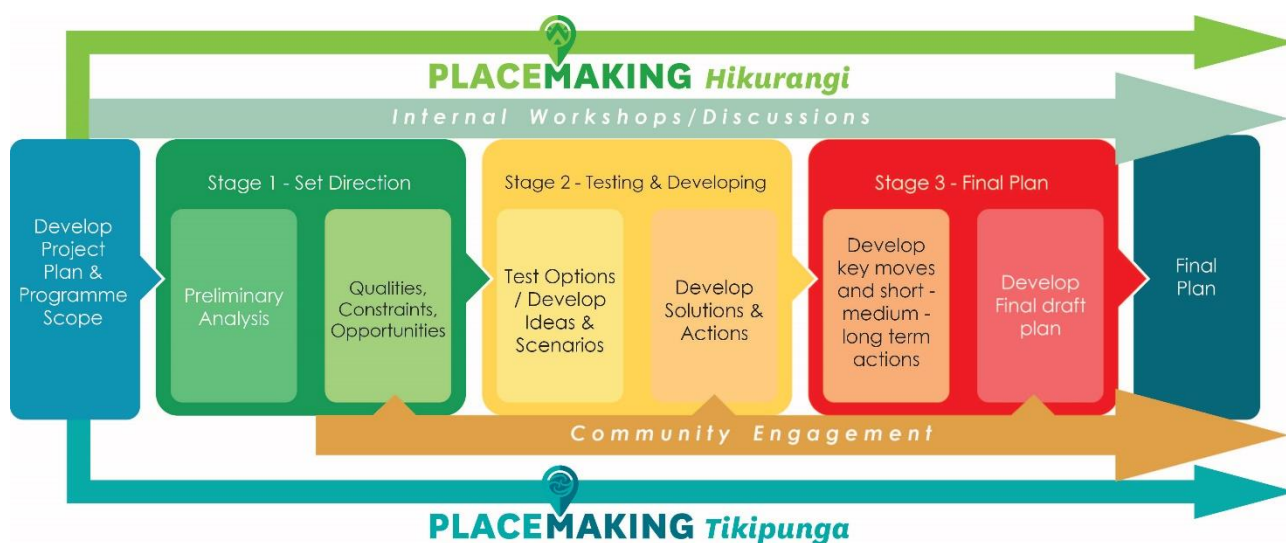 PLACEMAKING Hikurangi
Internal Workshops/Discussions
Develop
Project
Plan &
Programme
Scope
Stage 1 - Set Direction
Preliminary
Analysis
Qualities,
Constraints,
Opportunities
Stage 2 - Testing & Developing
Test Options
/ Develop
Ideas &
Scenarios
Develop
Solutions &
Actions
Stage 3 - Final Plan
Develop
key moves
and short -
medium -
long term
actions
Develop
Final draft
plan
Final
Plan
Community Engagement
PLACEMAKING Tikipunga